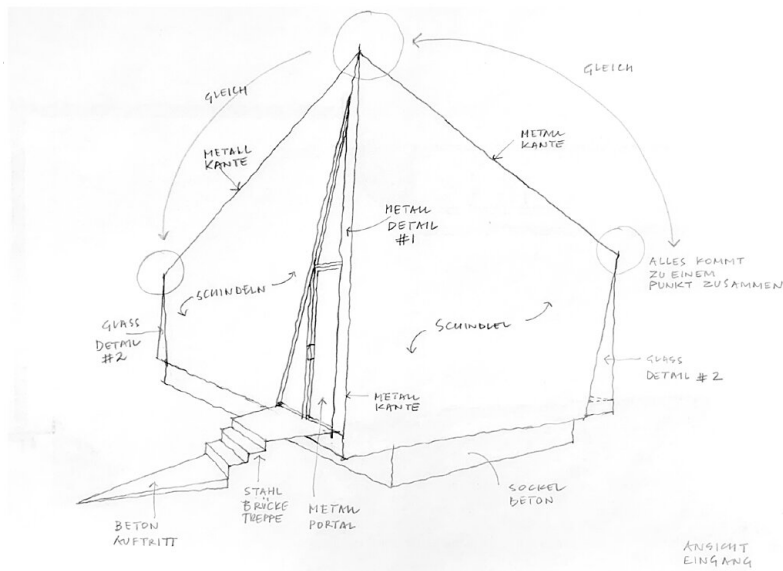 GLEICH
GLEICH
METALL
KANTE
METALL
KANTE
METALL
DETAIL
#1
SCHINDELN
ALLES KOMMT
ZU EINEM
PUNKT ZUSAMMEN
GLASS
DETAIL
#2
SCHINDEL
GLASS
DETAIL #2
METALL
KANTE
BETON
AUFTRITT
STAHL
BRÜCKE
TREPPE
METALL
PORTAL
SOCKEL
BETON
ANSICHT
EINGANG